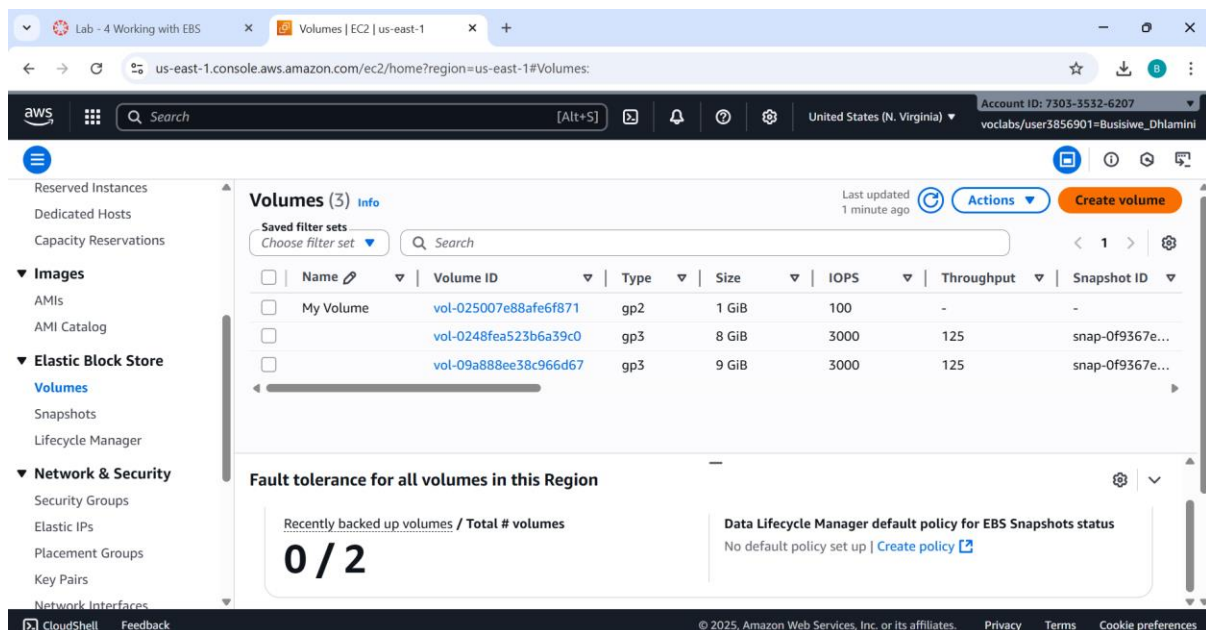 Lab - 4 Working with EBS
Volumes | EC2 | us-east-1
us-east-1.console.aws.amazon.com/ec2/home?region=us-east-1#Volumes:
B
aws
Search
[Alt+S]
United States (N. Virginia)
Account ID: 7303-3532-6207
voclabs/user3856901=Busisiwe_Dhlamini
Reserved Instances
Dedicated Hosts
Capacity Reservations
Images
AMIs
AMI Catalog
Elastic Block Store
Volumes
Snapshots
Lifecycle Manager
Network & Security
Security Groups
Elastic IPs
Placement Groups
Key Pairs
Network Interfaces
Volumes (3) Info
Last updated
1 minute ago
Actions
Create volume
Saved filter sets
Choose filter set
Search
1
Name Volume ID Type Size IOPS Throughput Snapshot ID
My Volume vol-025007e88afe6f871 gp2 1 GiB 100 - -
vol-0248fea523b6a39c0 gp3 8 GiB 3000 125 snap-0f9367e...
vol-09a888ee38c966d67 gp3 9 GiB 3000 125 snap-0f9367e...
Fault tolerance for all volumes in this Region
Recently backed up volumes / Total # volumes
0 / 2
Data Lifecycle Manager default policy for EBS Snapshots status
No default policy set up | Create policy
CloudShell Feedback
© 2025, Amazon Web Services, Inc. or its affiliates. Privacy Terms Cookie preferences